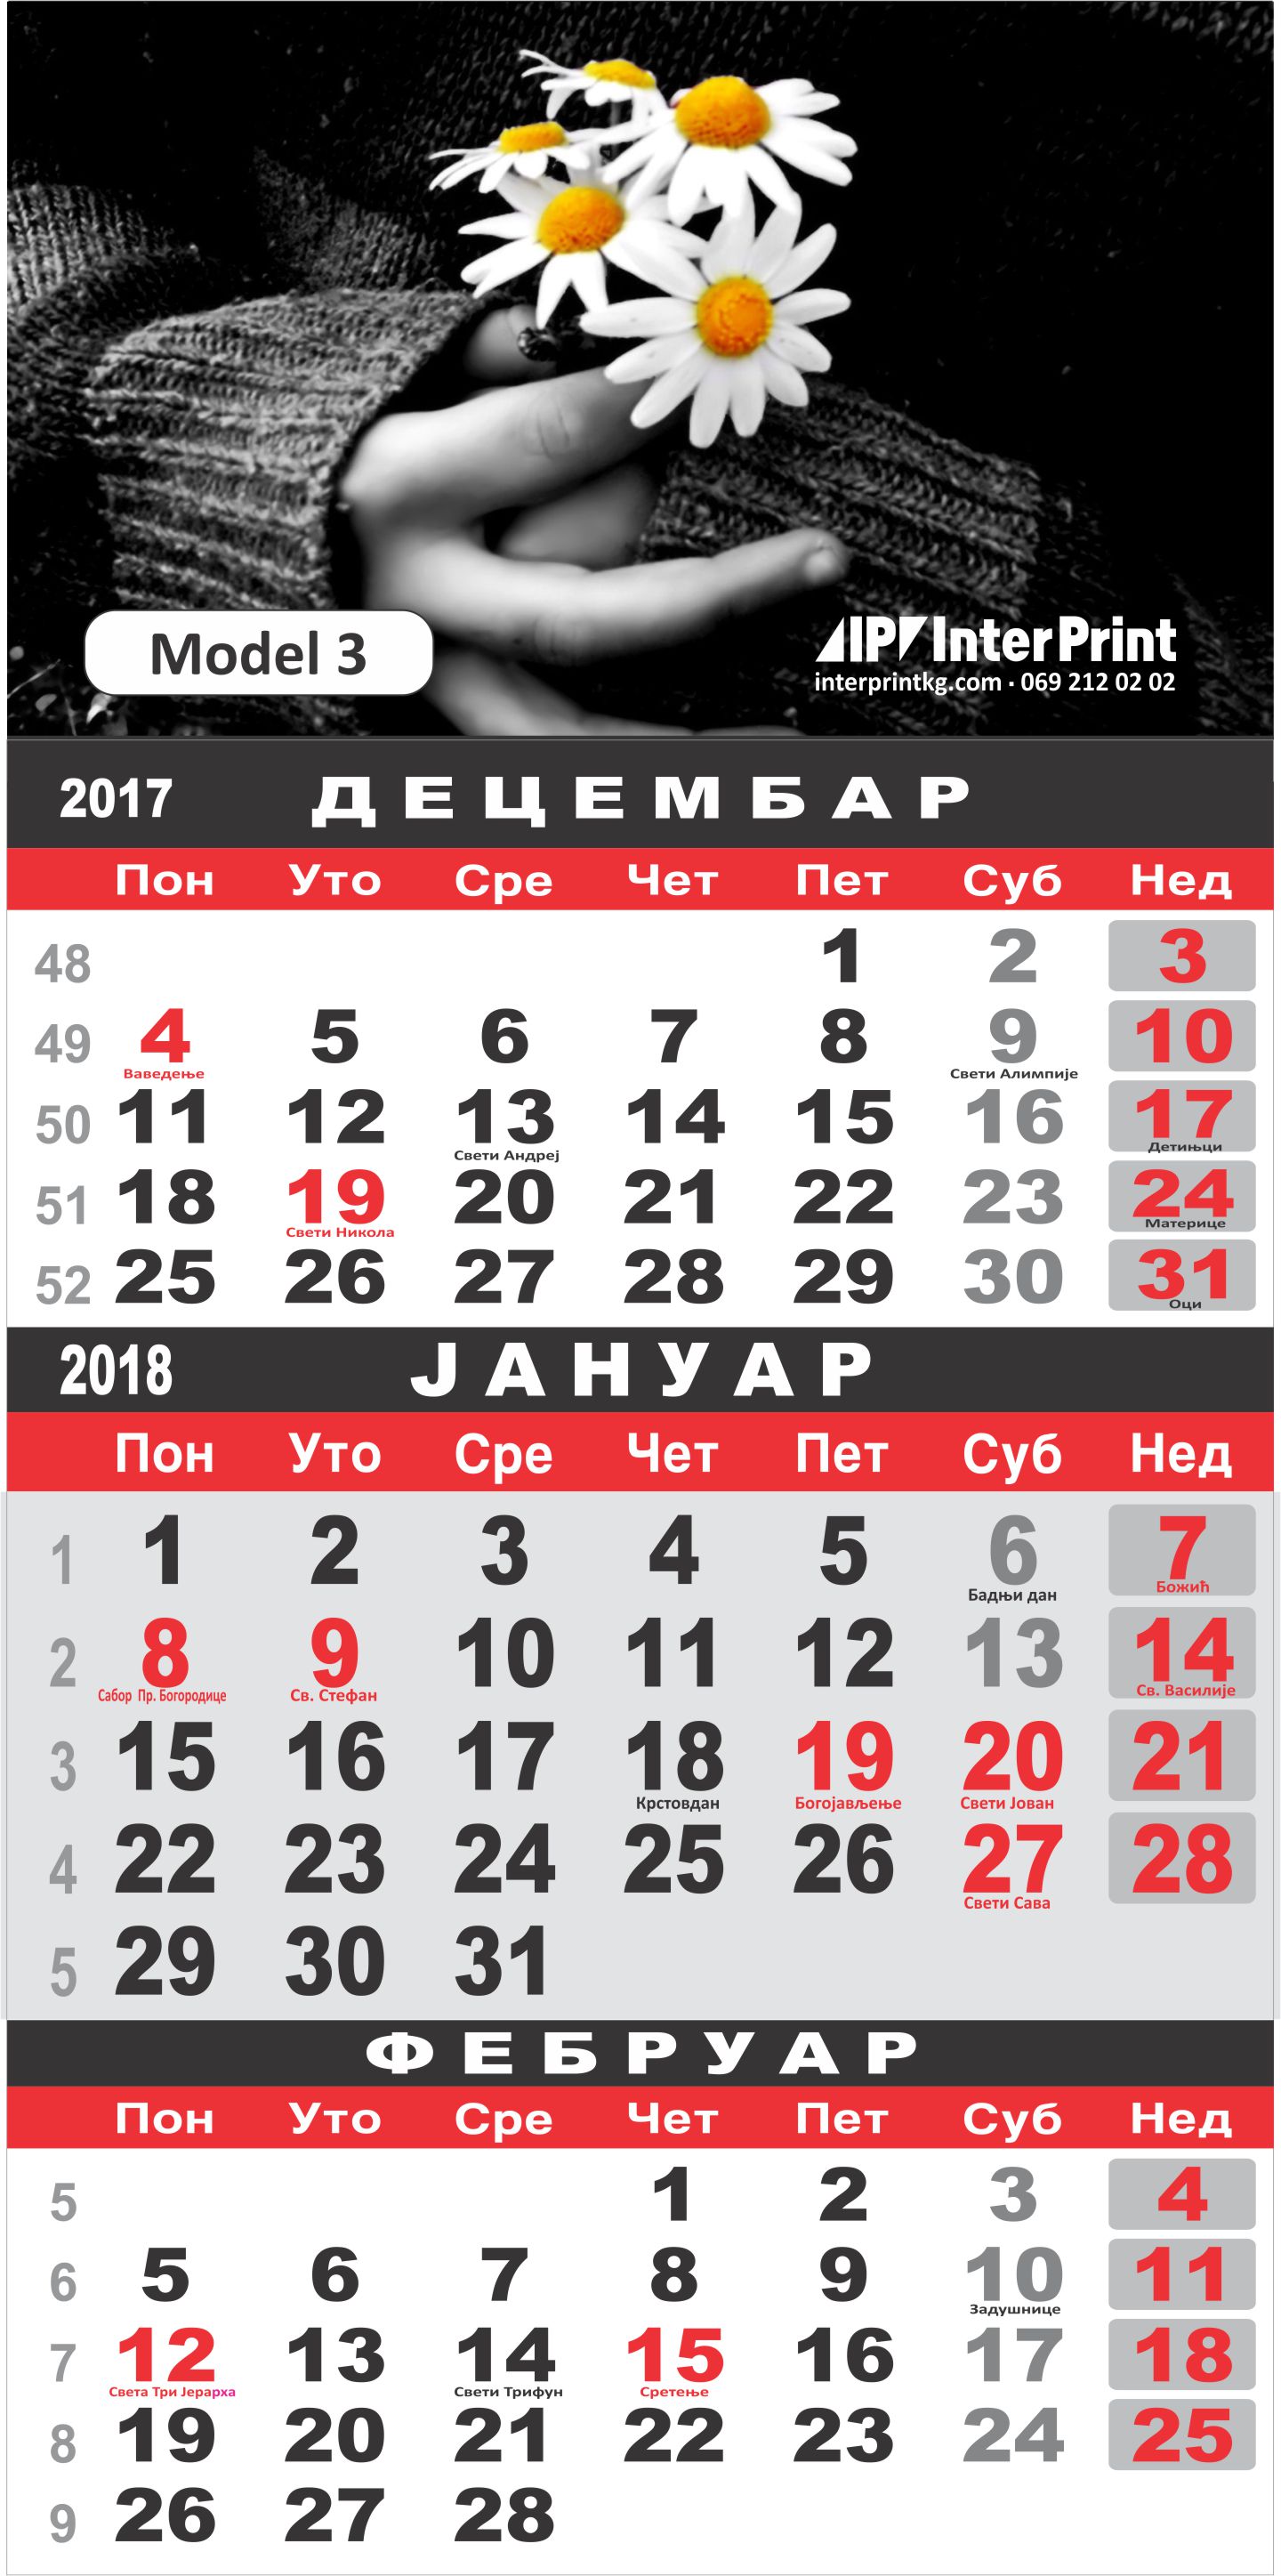 Model 3
InterPrint
interprintkg.com · 069 212 02 02
2017 ДЕЦЕМБАР
Пон Уто Сре Чет Пет Суб Нед
48 1 2 3
49 4 5 6 7 8 9 10
Ваведење Свети Алимпије
50 11 12 13 14 15 16 17
Свети Андреј Детињци
51 18 19 20 21 22 23 24
Свети Никола Материце
52 25 26 27 28 29 30 31
Оци
2018 ЈАНУАР
Пон Уто Сре Чет Пет Суб Нед
1 1 2 3 4 5 6 7
Бадњи дан Божић
2 8 9 10 11 12 13 14
Сабор Пр. Богородице Св. Стефан Св. Василије
3 15 16 17 18 19 20 21
Крстовдан Богојављење Свети Јован
4 22 23 24 25 26 27 28
Свети Сава
5 29 30 31
ФЕБРУАР
Пон Уто Сре Чет Пет Суб Нед
5 1 2 3 4
6 5 6 7 8 9 10 11
Задушнице
7 12 13 14 15 16 17 18
Света Три Јерарха Свети Трифун Сретење
8 19 20 21 22 23 24 25
9 26 27 28